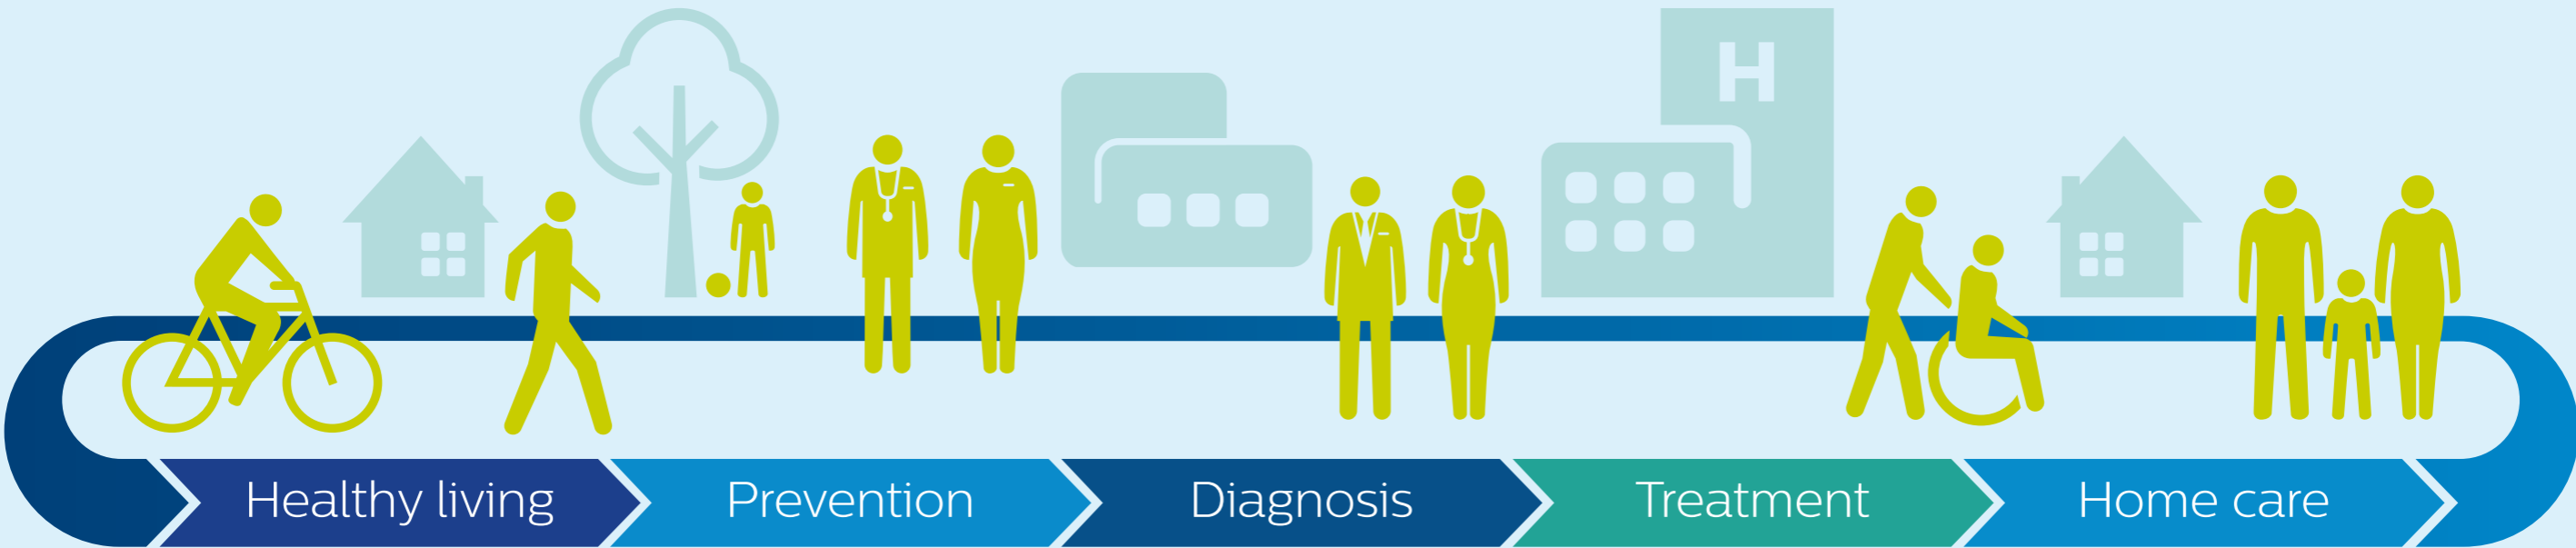 H
Healthy living
Prevention
Diagnosis
Treatment
Home care